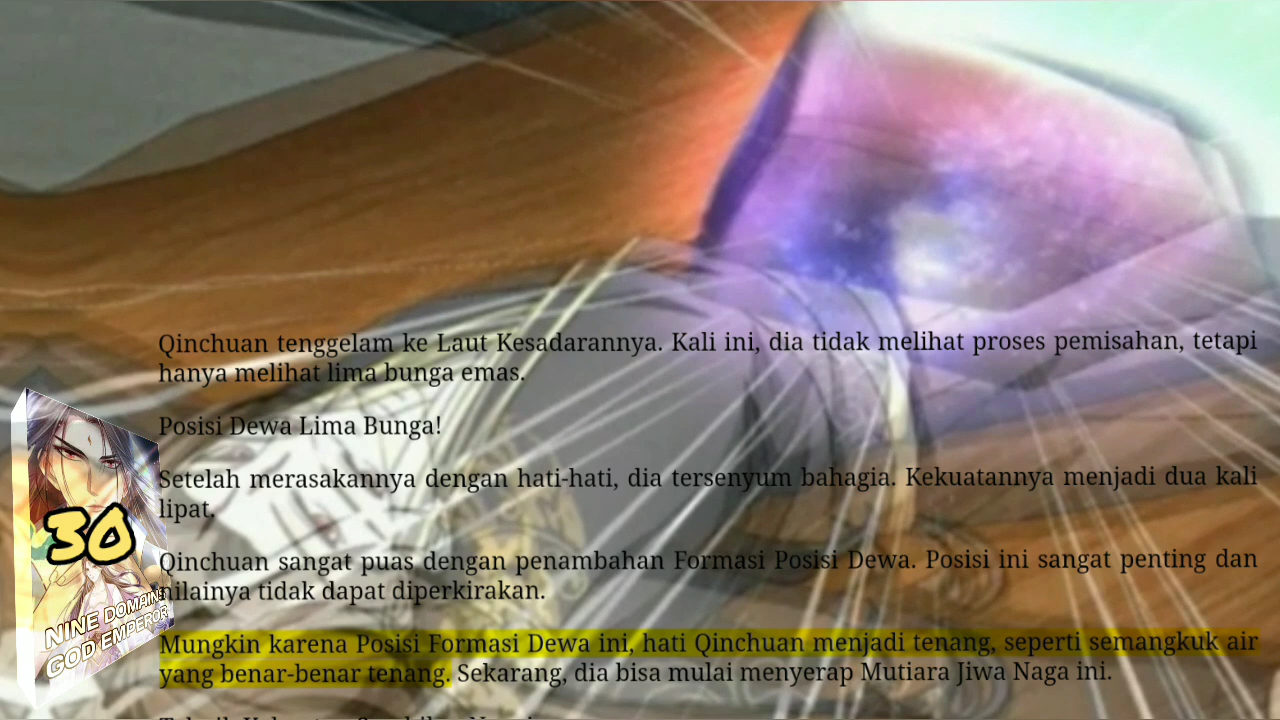 Qinchuan tenggelam ke Laut Kesadarannya. Kali ini, dia tidak melihat proses pemisahan, tetapi
hanya melihat lima bunga emas.
Posisi Dewa Lima Bunga!
Setelah merasakannya dengan hati-hati, dia tersenyum bahagia. Kekuatannya menjadi dua kali
lipat.
Qinchuan sangat puas dengan penambahan Formasi Posisi Dewa. Posisi ini sangat penting dan
nilainya tidak dapat diperkirakan.
Mungkin karena Posisi Formasi Dewa ini, hati Qinchuan menjadi tenang, seperti semangkuk air
yang benar-benar tenang. Sekarang, dia bisa mulai menyerap Mutiara Jiwa Naga ini.
30
NINE DOMAINS
GOD EMPEROR